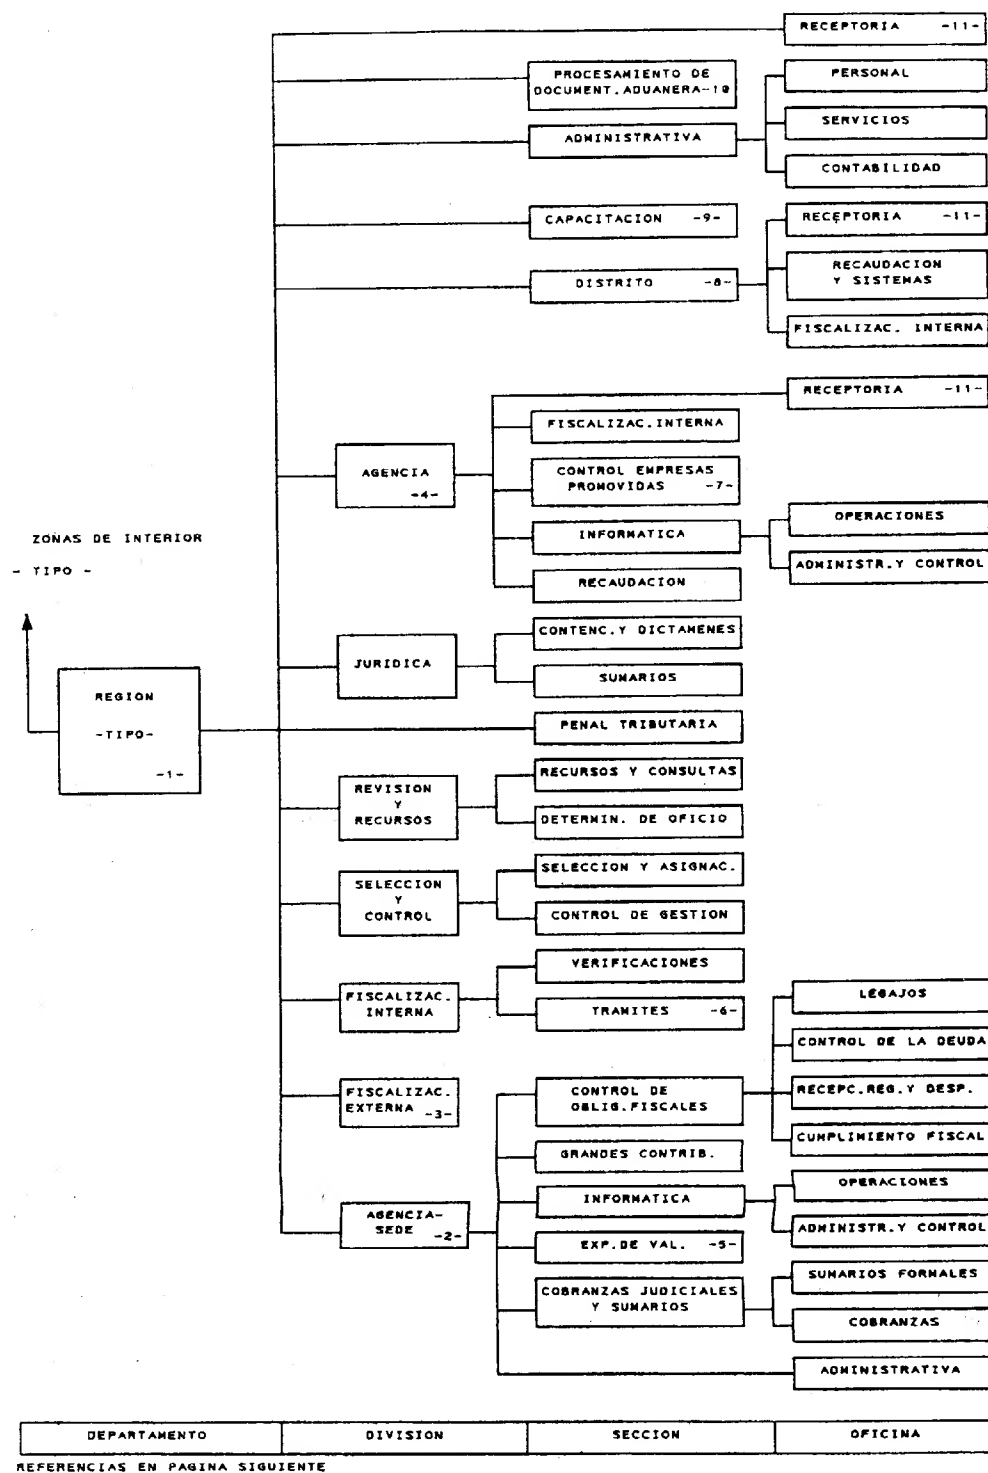 RECEPTORIA -11-
PROCESAMIENTO DE
DOCUMENT.ADUANERA-10
PERSONAL
ADMINISTRATIVA
SERVICIOS
CONTABILIDAD
CAPACITACION -9-
RECEPTORIA -11-
DISTRITO -8-
RECAUDACION
Y SISTEMAS
FISCALIZAC. INTERNA
RECEPTORIA -11-
FISCALIZAC.INTERNA
AGENCIA
-4-
CONTROL EMPRESAS
PROMOVIDAS -7-
INFORMATICA
OPERACIONES
ADMINISTR.Y CONTROL
RECAUDACION
ZONAS DE INTERIOR
- TIPO -
JURIDICA
CONTENC.Y DICTAMENES
SUMARIOS
REGION
-TIPO-
-1-
PENAL TRIBUTARIA
REVISION
Y
RECURSOS
RECURSOS Y CONSULTAS
DETERMIN. DE OFICIO
SELECCION
Y
CONTROL
SELECCION Y ASIGNAC.
CONTROL DE GESTION
FISCALIZAC.
INTERNA
VERIFICACIONES
TRAMITES -6-
FISCALIZAC.
EXTERNA -3-
CONTROL DE
OBLIG.FISCALES
LEGAJOS
CONTROL DE LA DEUDA
RECEPC.REG.Y DESP.
CUMPLIMIENTO FISCAL
GRANDES CONTRIB.
AGENCIA-
SEDE -2-
INFORMATICA
OPERACIONES
ADMINISTR.Y CONTROL
EXP.DE VAL. -5-
COBRANZAS JUDICIALES
Y SUMARIOS
SUMARIOS FORMALES
COBRANZAS
ADMINISTRATIVA
DEPARTAMENTO DIVISION SECCION OFICINA
REFERENCIAS EN PAGINA SIGUIENTE